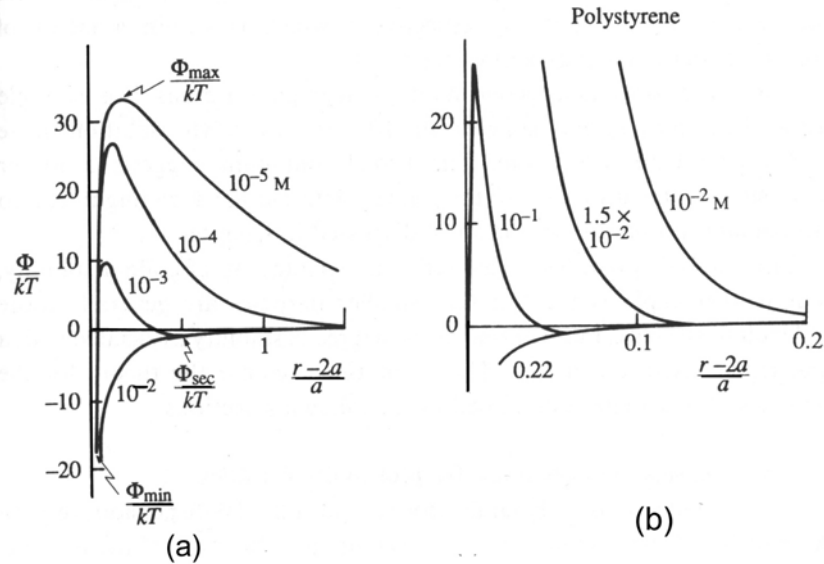 Polystyrene
Φmax
kT
30
20
10
0
−10
−20
Φ
kT
10⁻⁵ M
10⁻⁴
10⁻³
10⁻²
1
r − 2a
a
Φsec
kT
Φmin
kT
(a)
20
10
0
10⁻¹
1.5 ×
10⁻²
10⁻² M
0.22
0.1
0.2
r − 2a
a
(b)